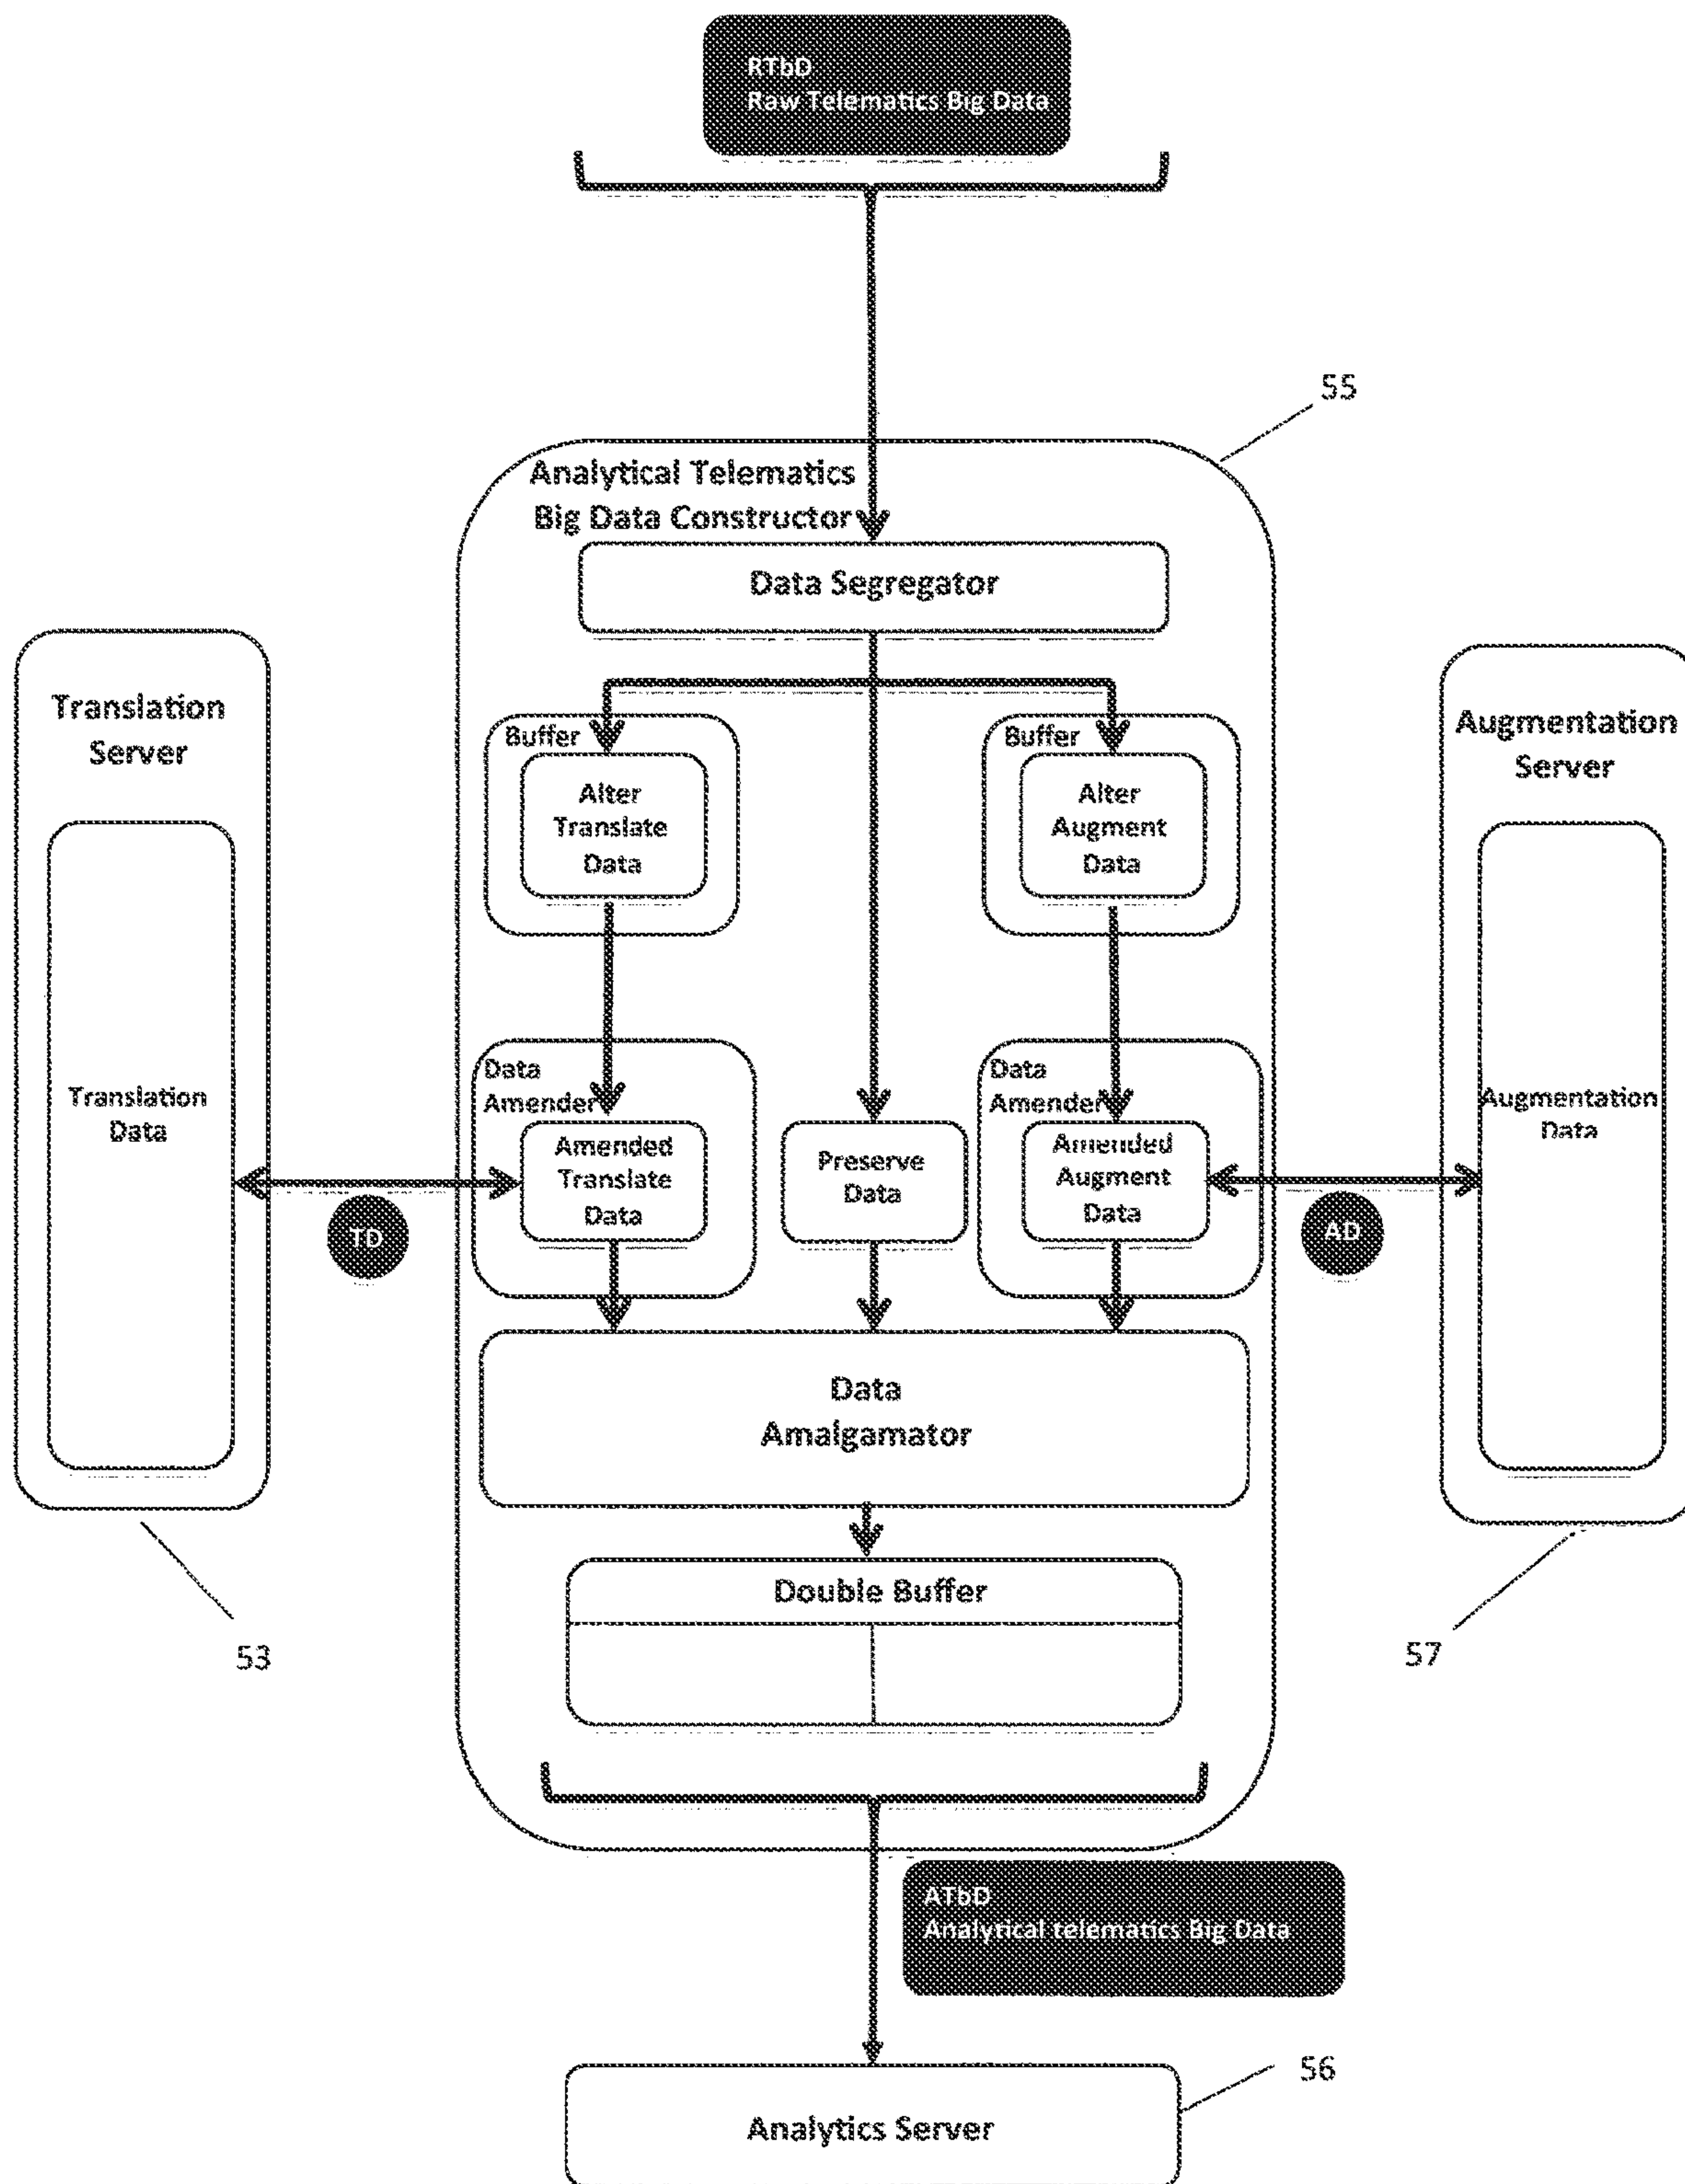 RTbD
Raw Telematics Big Data
55
Analytical Telematics
Big Data Constructor
Data Segregator
Translation
Server
Augmentation
Server
Buffer
Alter
Translate
Data
Buffer
Alter
Augment
Data
Translation
Data
Data
Amender
Amended
Translate
Data
Preserve
Data
Data
Amender
Amended
Augment
Data
Augmentation
Data
TD
AD
Data
Amalgamator
Double Buffer
53
57
ATbD
Analytical telematics Big Data
56
Analytics Server